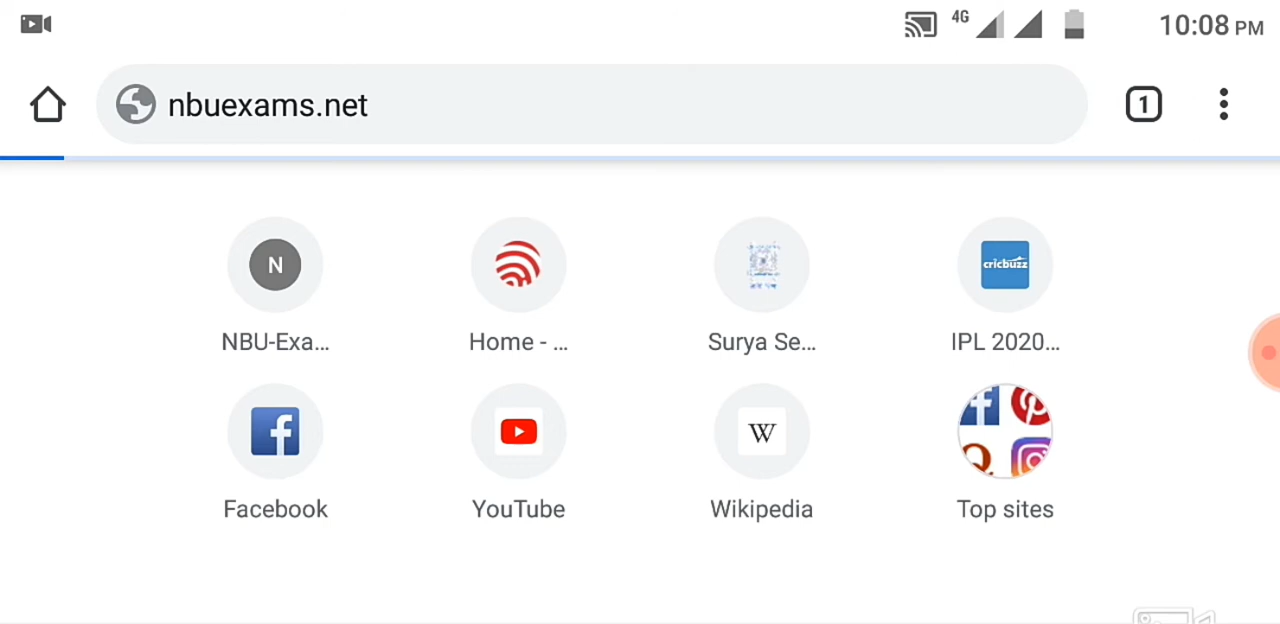 4G 10:08 PM
nbuexams.net 1
N cricbuzz
NBU-Exa... Home - ... Surya Se... IPL 2020...
W
Facebook YouTube Wikipedia Top sites